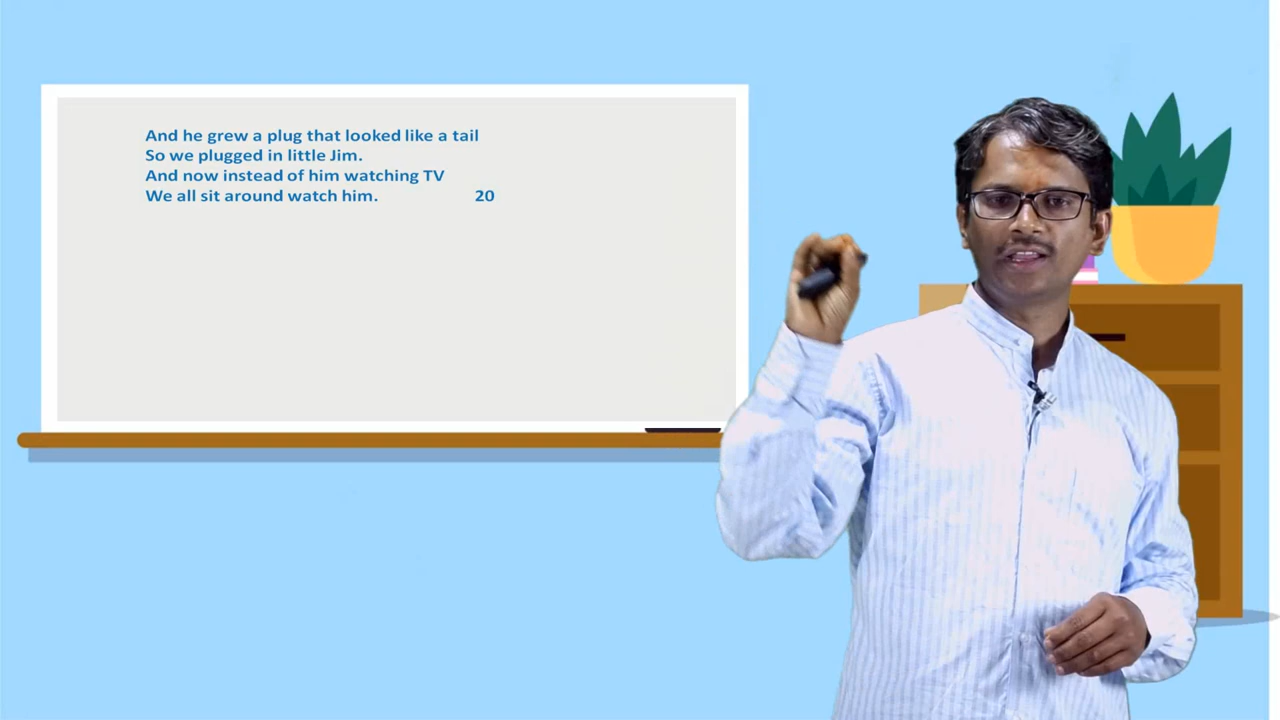 And he grew a plug that looked like a tail
So we plugged in little Jim.
And now instead of him watching TV
We all sit around watch him. 20